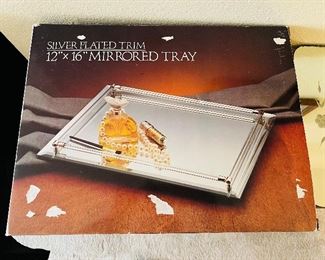 SILVER PLATED TRIM
12"x 16" MIRRORED TRAY